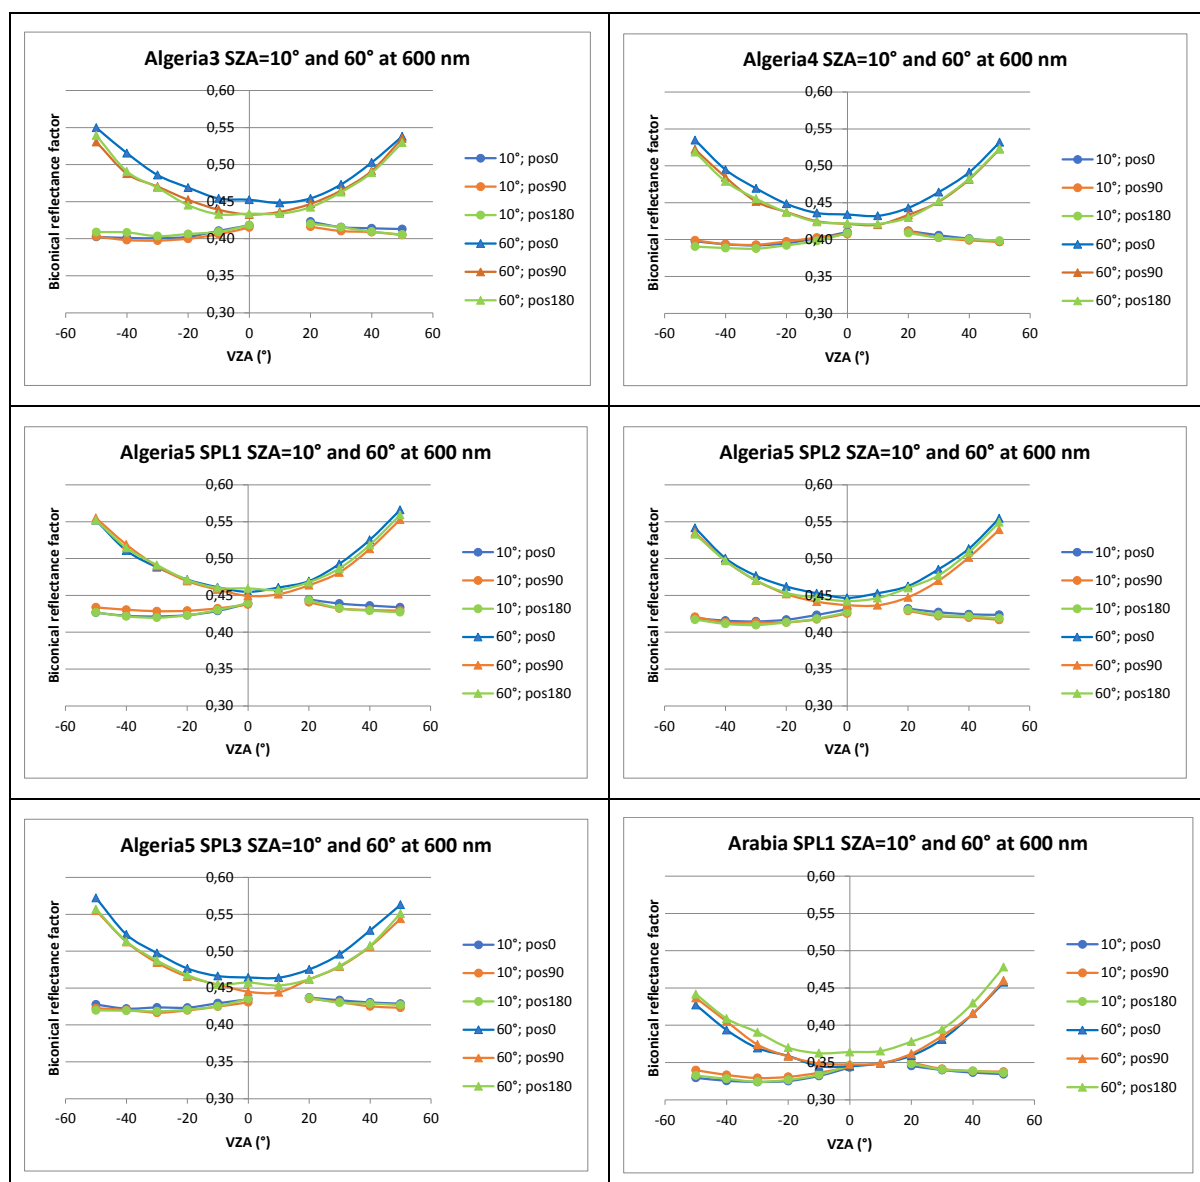 Algeria3 SZA=10° and 60° at 600 nm
Biconical reflectance factor
0,60
0,55
0,50
0,45
0,40
0,35
0,30
-60 -40 -20 0 20 40 60
VZA (°)
10°; pos0
10°; pos90
10°; pos180
60°; pos0
60°; pos90
60°; pos180
Algeria4 SZA=10° and 60° at 600 nm
Biconical reflectance factor
0,60
0,55
0,50
0,45
0,40
0,35
0,30
-60 -40 -20 0 20 40 60
VZA (°)
10°; pos0
10°; pos90
10°; pos180
60°; pos0
60°; pos90
60°; pos180
Algeria5 SPL1 SZA=10° and 60° at 600 nm
Biconical reflectance factor
0,60
0,55
0,50
0,45
0,40
0,35
0,30
-60 -40 -20 0 20 40 60
VZA (°)
10°; pos0
10°; pos90
10°; pos180
60°; pos0
60°; pos90
60°; pos180
Algeria5 SPL2 SZA=10° and 60° at 600 nm
Biconical reflectance factor
0,60
0,55
0,50
0,45
0,40
0,35
0,30
-60 -40 -20 0 20 40 60
VZA (°)
10°; pos0
10°; pos90
10°; pos180
60°; pos0
60°; pos90
60°; pos180
Algeria5 SPL3 SZA=10° and 60° at 600 nm
Biconical reflectance factor
0,60
0,55
0,50
0,45
0,40
0,35
0,30
-60 -40 -20 0 20 40 60
VZA (°)
10°; pos0
10°; pos90
10°; pos180
60°; pos0
60°; pos90
60°; pos180
Arabia SPL1 SZA=10° and 60° at 600 nm
Biconical reflectance factor
0,60
0,55
0,50
0,45
0,40
0,35
0,30
-60 -40 -20 0 20 40 60
VZA (°)
10°; pos0
10°; pos90
10°; pos180
60°; pos0
60°; pos90
60°; pos180